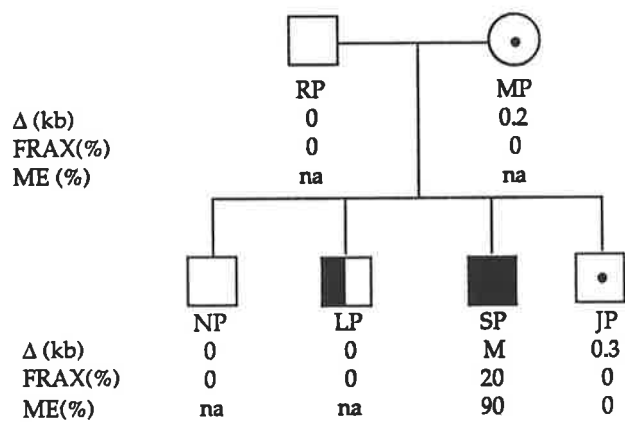 RP MP
Δ (kb) 0 0.2
FRAX(%) 0 0
ME (%) na na
NP LP SP JP
Δ (kb) 0 0 M 0.3
FRAX(%) 0 0 20 0
ME(%) na na 90 0